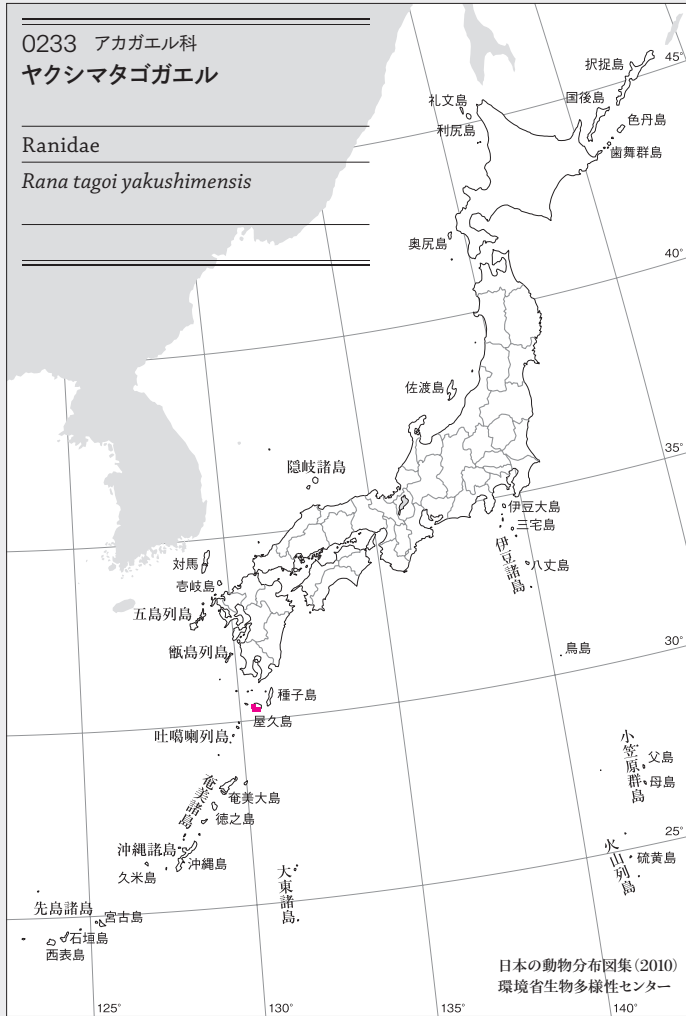 0233 アカガエル科
ヤクシマタゴガエル
Ranidae
Rana tagoi yakushimensis
択捉島
45°
礼文島
国後島
利尻島
色丹島
歯舞群島
奥尻島
40°
佐渡島
35°
隠岐諸島
伊豆大島
三宅島
伊豆諸島
八丈島
対馬
壱岐島
五島列島
甑島列島
鳥島
30°
種子島
屋久島
吐噶喇列島
小笠原群島
父島
母島
奄美諸島
奄美大島
徳之島
25°
沖縄諸島
沖縄島
久米島
火山列島
硫黄島
大東諸島
先島諸島
宮古島
石垣島
西表島
日本の動物分布図集(2010)
環境省生物多様性センター
125°
130°
135°
140°